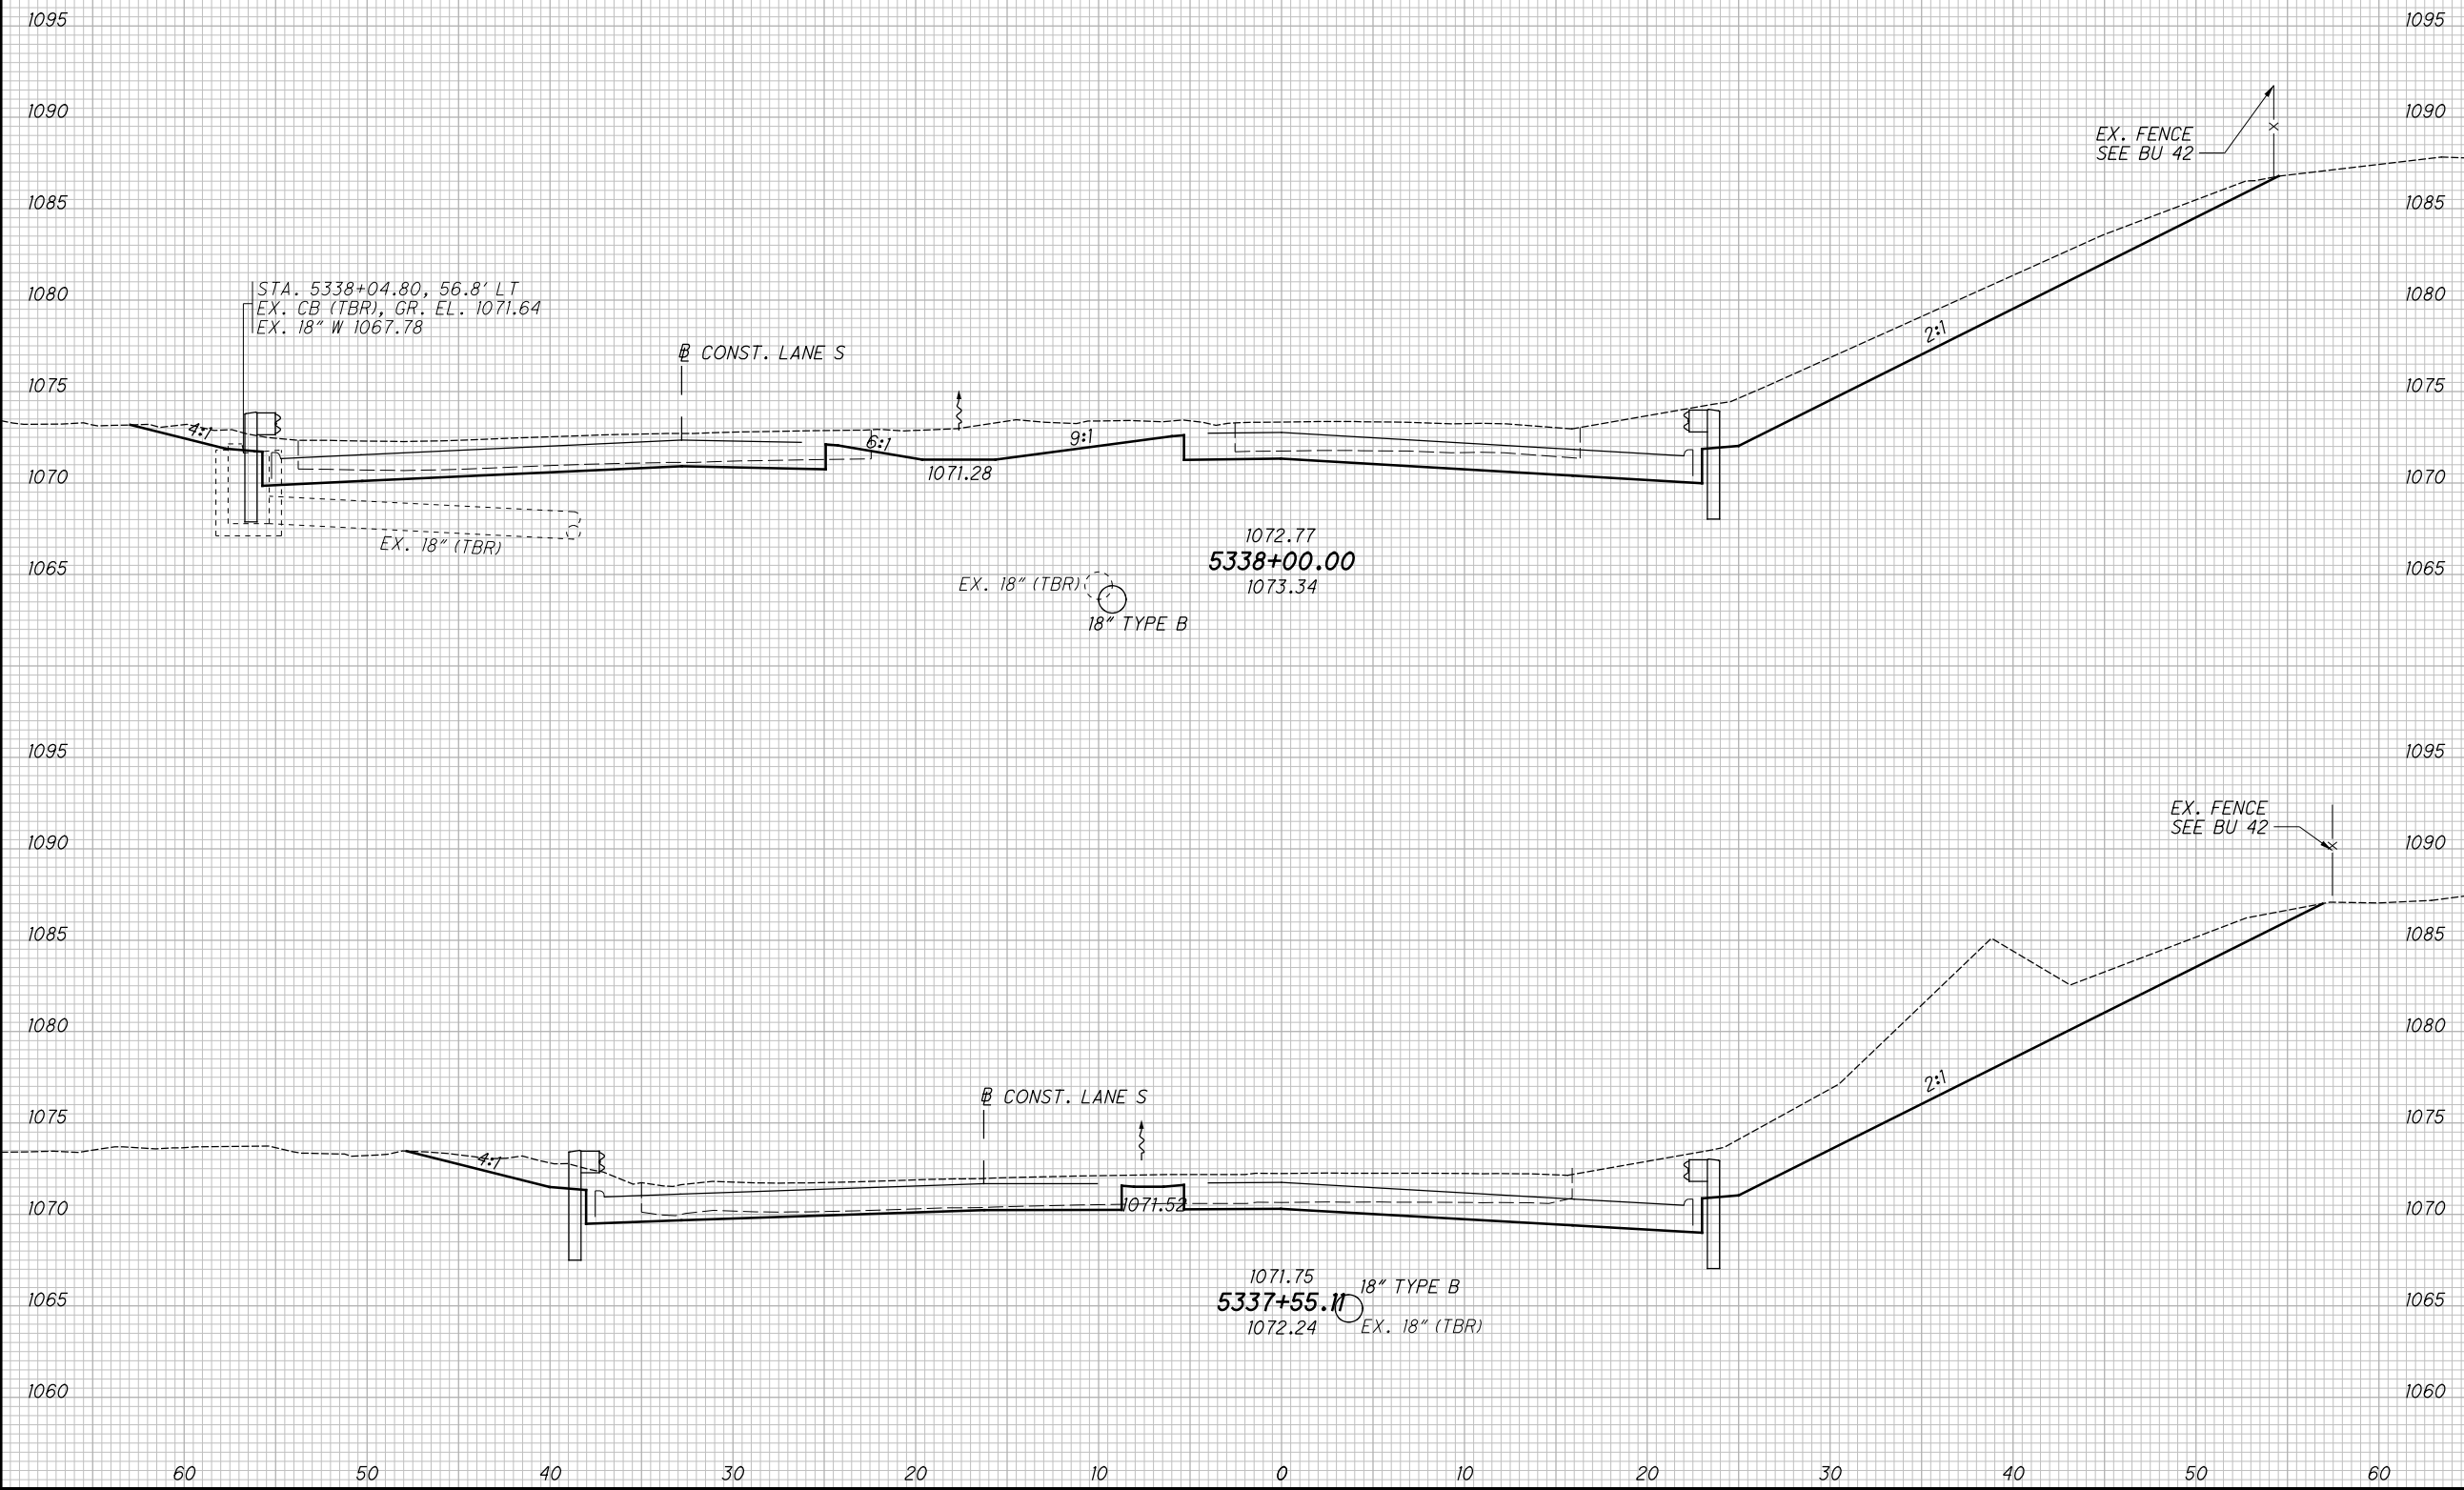 1095 1095
1090 1090
EX. FENCE
SEE BU 42
1085 1085
STA. 5338+04.80, 56.8' LT
EX. CB (TBR), GR. EL. 1071.64
EX. 18" W 1067.78
1080 1080
2:1
℄ CONST. LANE S
1075 1075
4:1 6:1 9:1
1071.28
1070 1070
EX. 18" (TBR)
1072.77
5338+00.00
1073.34
1065 1065
EX. 18" (TBR)
18" TYPE B
1095 1095
EX. FENCE
SEE BU 42
1090 1090
1085 1085
1080 1080
2:1
℄ CONST. LANE S
1075 1075
4:1
1071.52
1070 1070
1071.75
5337+55.11
1072.24
18" TYPE B
EX. 18" (TBR)
1065 1065
1060 1060
60 50 40 30 20 10 0 10 20 30 40 50 60